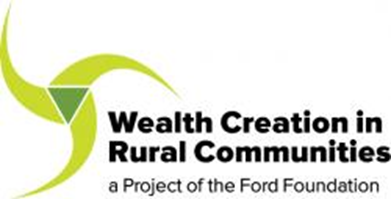 Wealth Creation in
Rural Communities
a Project of the Ford Foundation